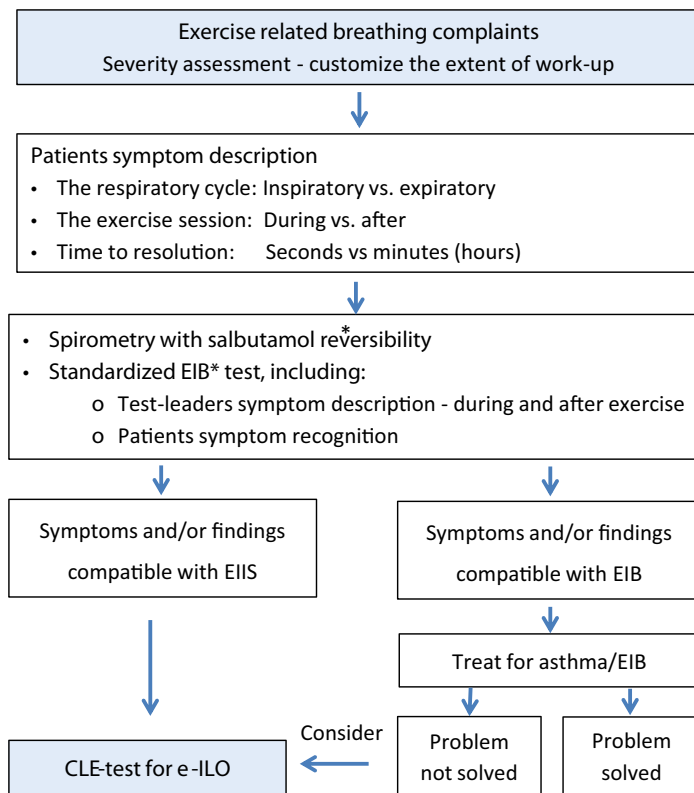 Exercise related breathing complaints
Severity assessment - customize the extent of work-up
Patients symptom description
• The respiratory cycle: Inspiratory vs. expiratory
• The exercise session: During vs. after
• Time to resolution: Seconds vs minutes (hours)
• Spirometry with salbutamol reversibility*
• Standardized EIB* test, including:
o Test-leaders symptom description - during and after exercise
o Patients symptom recognition
Symptoms and/or findings
compatible with EIIS
Symptoms and/or findings
compatible with EIB
Treat for asthma/EIB
Problem
not solved
Problem
solved
Consider
CLE-test for e-ILO